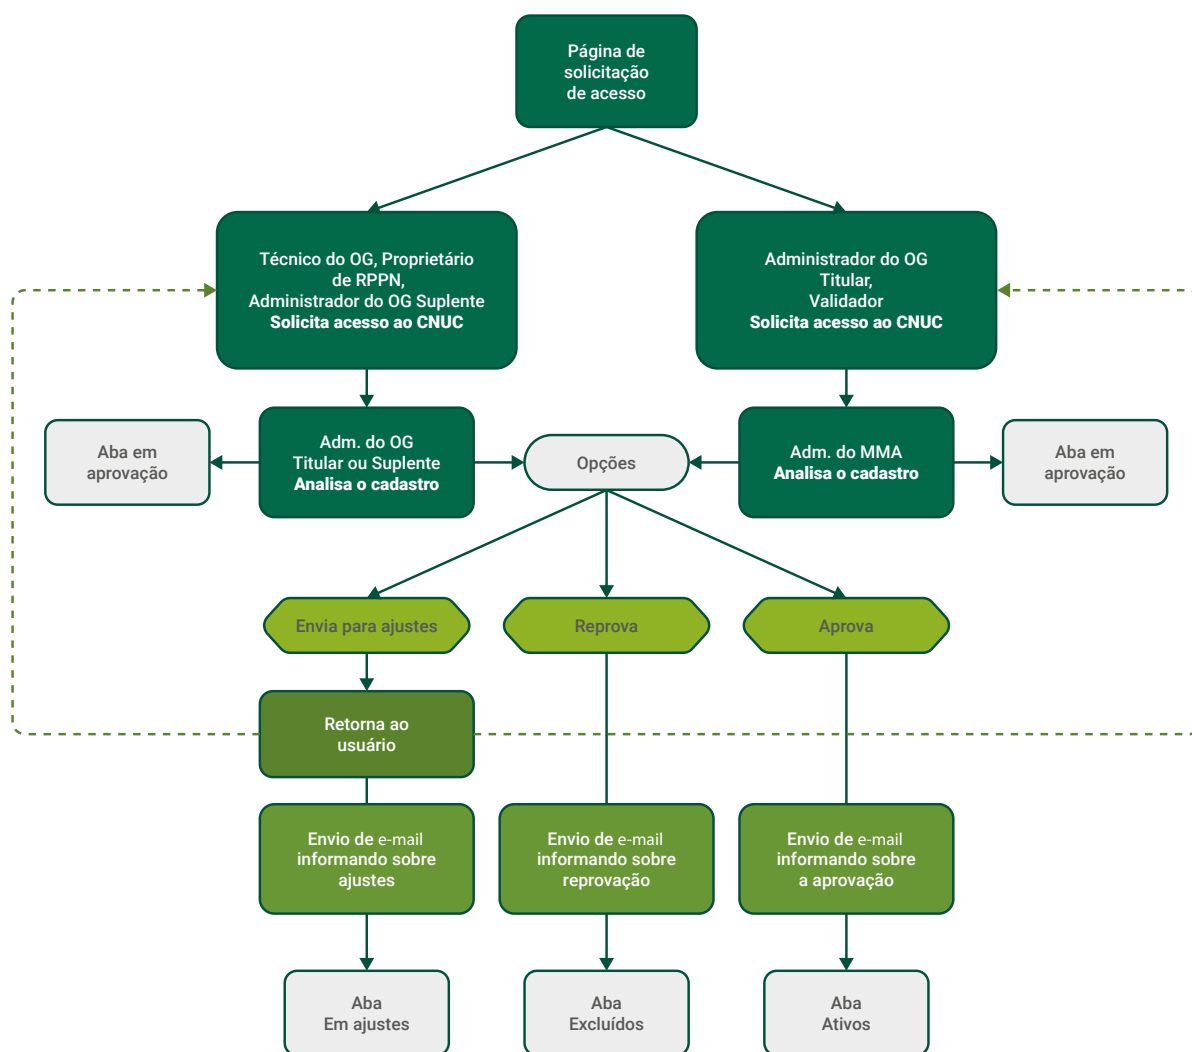 Página de
solicitação
de acesso
Técnico do OG, Proprietário
de RPPN,
Administrador do OG Suplente
Solicita acesso ao CNUC
Administrador do OG
Titular,
Validador
Solicita acesso ao CNUC
Aba em
aprovação
Adm. do OG
Titular ou Suplente
Analisa o cadastro
Opções
Adm. do MMA
Analisa o cadastro
Aba em
aprovação
Envia para ajustes
Reprova
Aprova
Retorna ao
usuário
Envio de e-mail
informando sobre
ajustes
Envio de e-mail
informando sobre
reprovação
Envio de e-mail
informando sobre
a aprovação
Aba
Em ajustes
Aba
Excluídos
Aba
Ativos